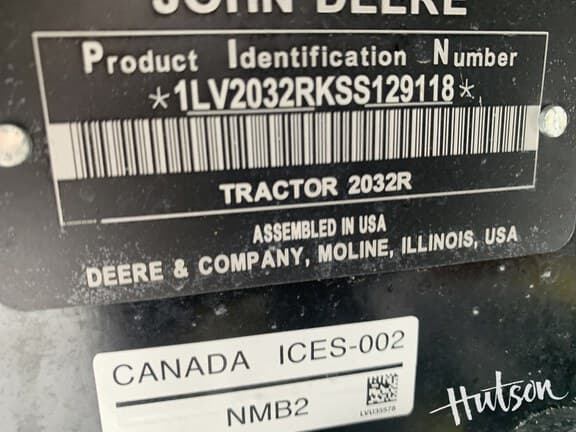 JOHN DEERE
Product Identification Number
*1LV2032RKSS129118*
TRACTOR 2032R
ASSEMBLED IN USA
DEERE & COMPANY, MOLINE, ILLINOIS, USA
CANADA ICES-002
NMB2
LVU35578
Hutson